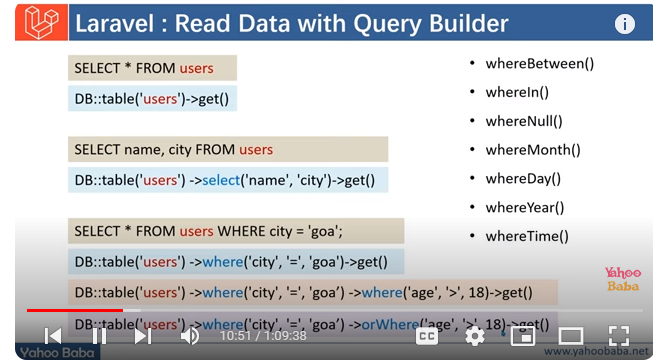 Laravel : Read Data with Query Builder
SELECT * FROM users
DB::table('users')->get()
SELECT name, city FROM users
DB::table('users') ->select('name', 'city')->get()
SELECT * FROM users WHERE city = 'goa';
DB::table('users') ->where('city', '=', 'goa')->get()
DB::table('users') ->where('city', '=', 'goa’) ->where('age', '>', 18)->get()
DB::table('users') ->where('city', '=', 'goa’) ->orWhere('age', '>', 18)->get()
• whereBetween()
• whereIn()
• whereNull()
• whereMonth()
• whereDay()
• whereYear()
• whereTime()
Yahoo
Baba
10:51 / 1:09:38
CC
Yahoo Baba
www.yahoobaba.net